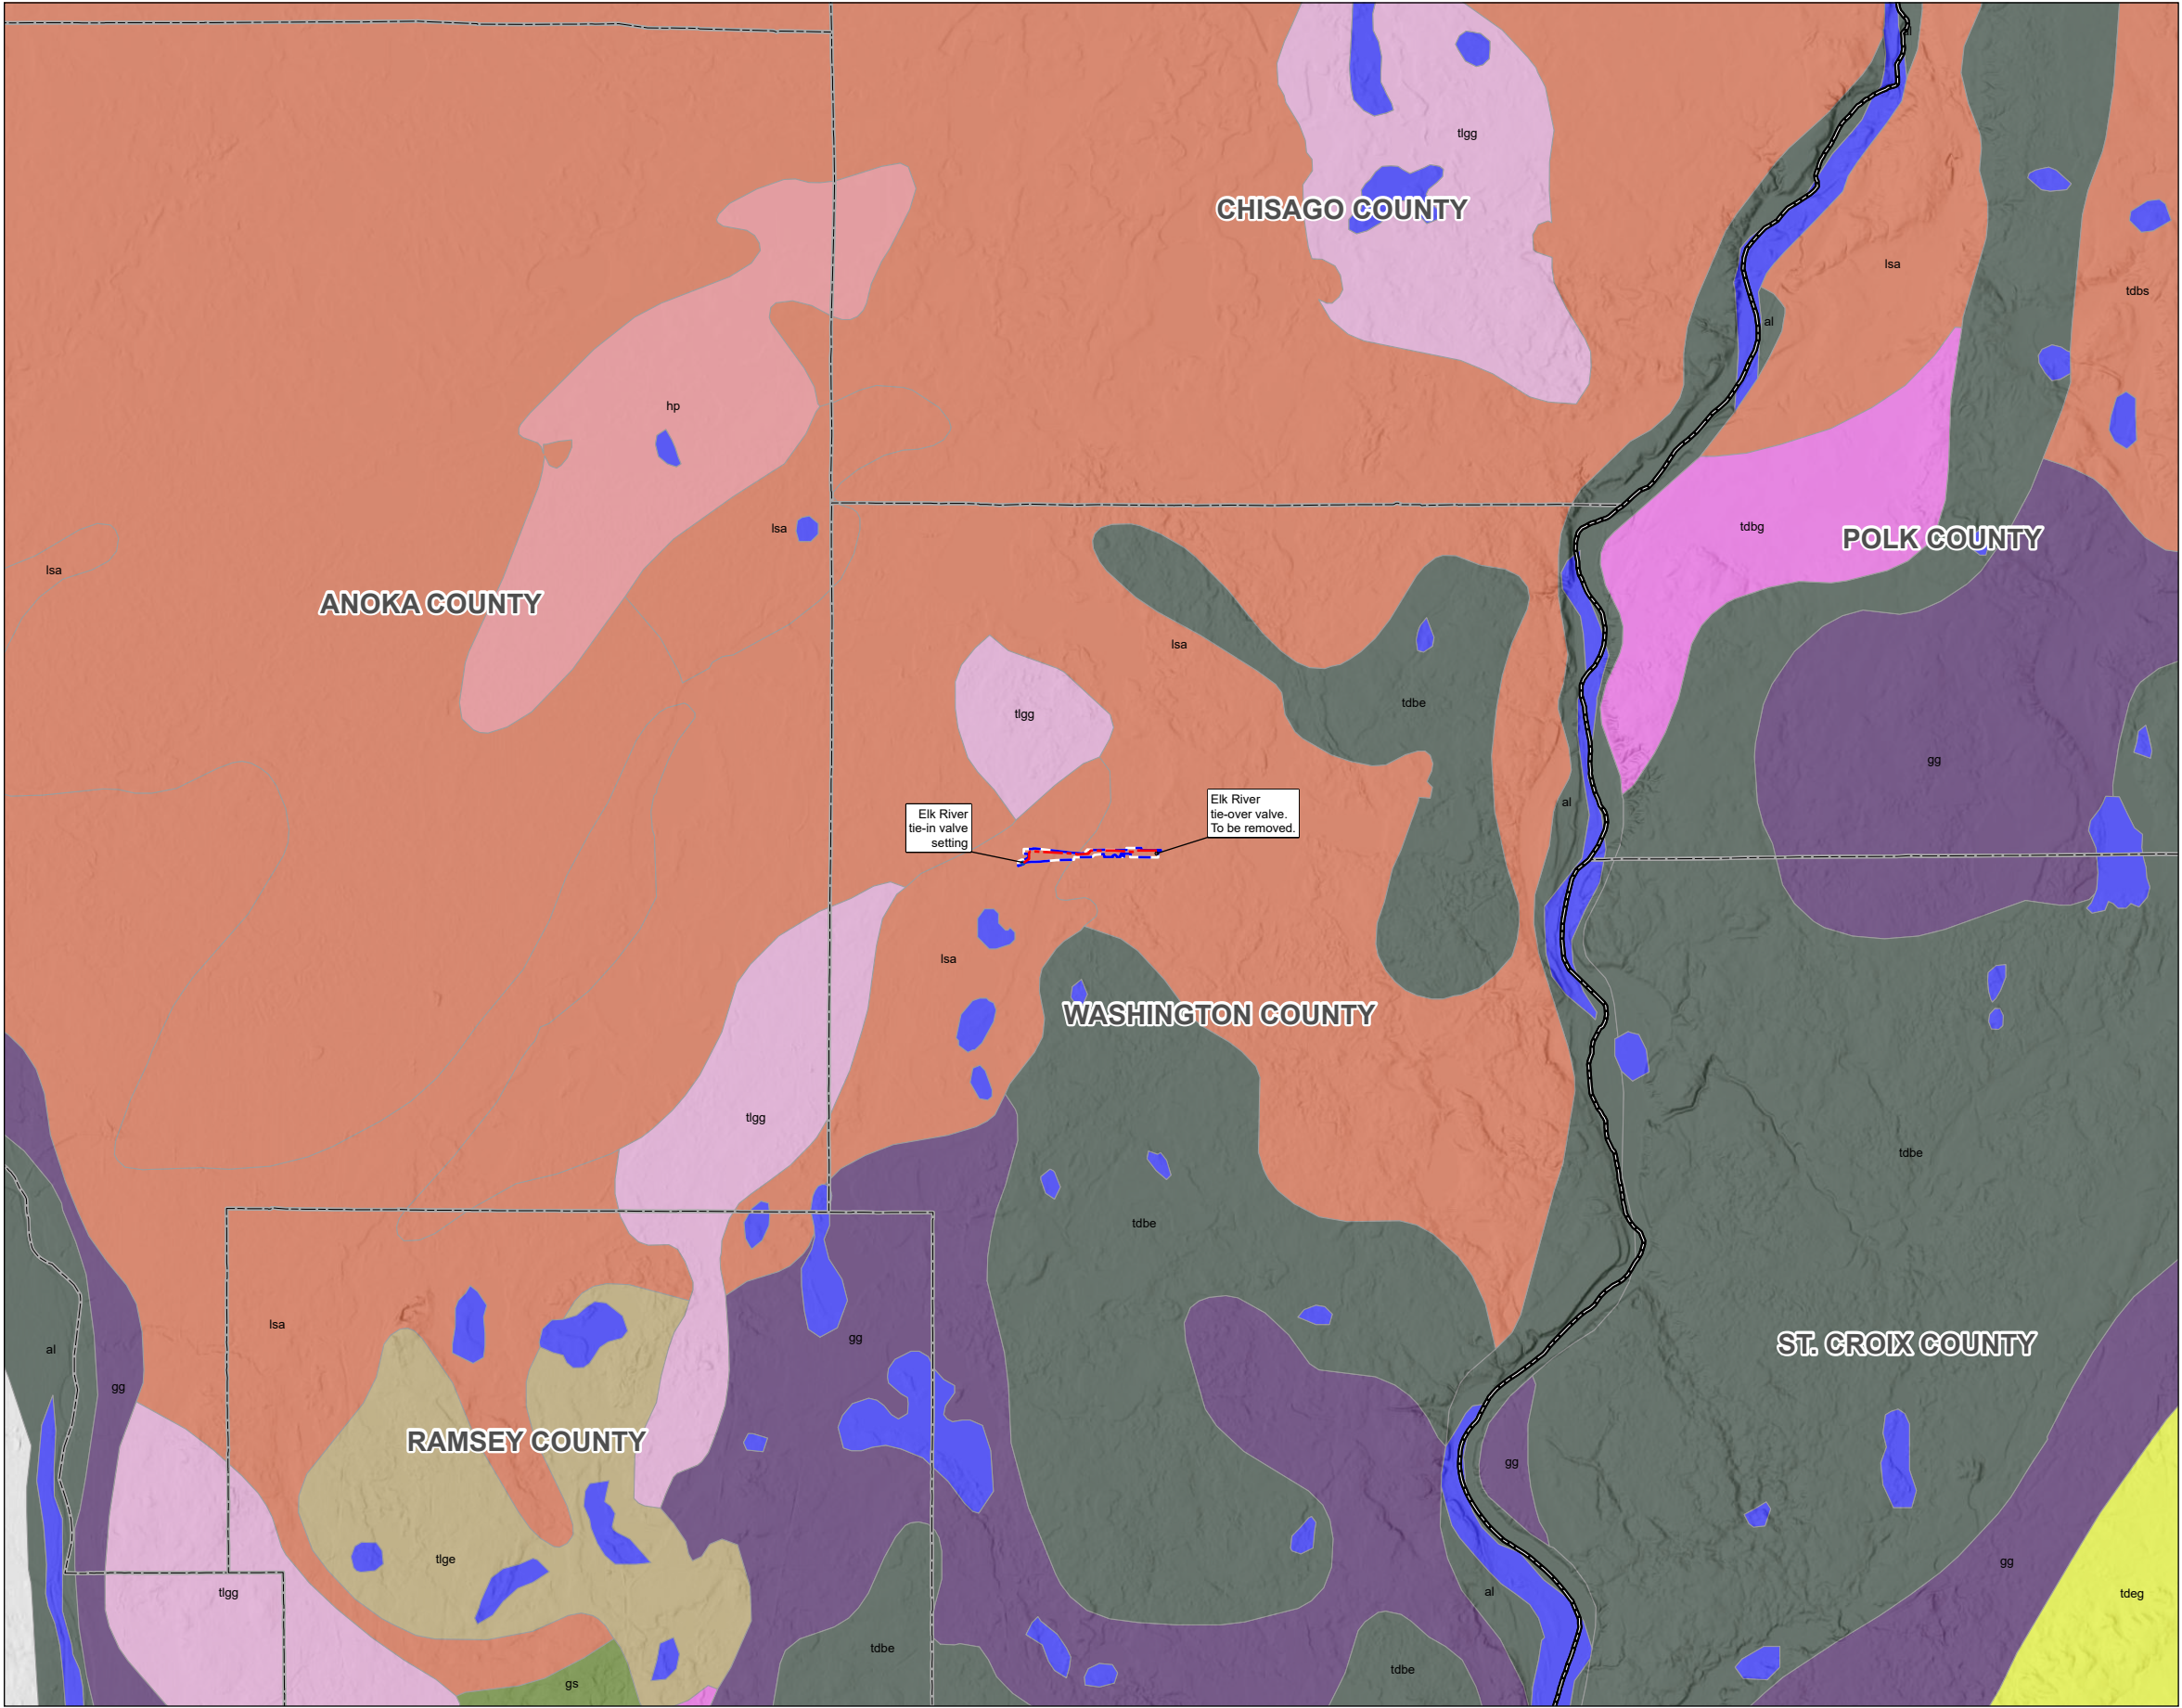 al
tlgg
CHISAGO COUNTY
lsa
tdbs
al
hp
lsa
tdbg
POLK COUNTY
lsa
ANOKA COUNTY
lsa
tdbe
tlgg
gg
Elk River
tie-in valve
setting
Elk River
tie-over valve.
To be removed.
al
lsa
WASHINGTON COUNTY
tlgg
tdbe
tdbe
lsa
gg
al
ST. CROIX COUNTY
gg
RAMSEY COUNTY
gg
tlge
gg
tlgg
al
tdeg
tdbe
tdbe
gs